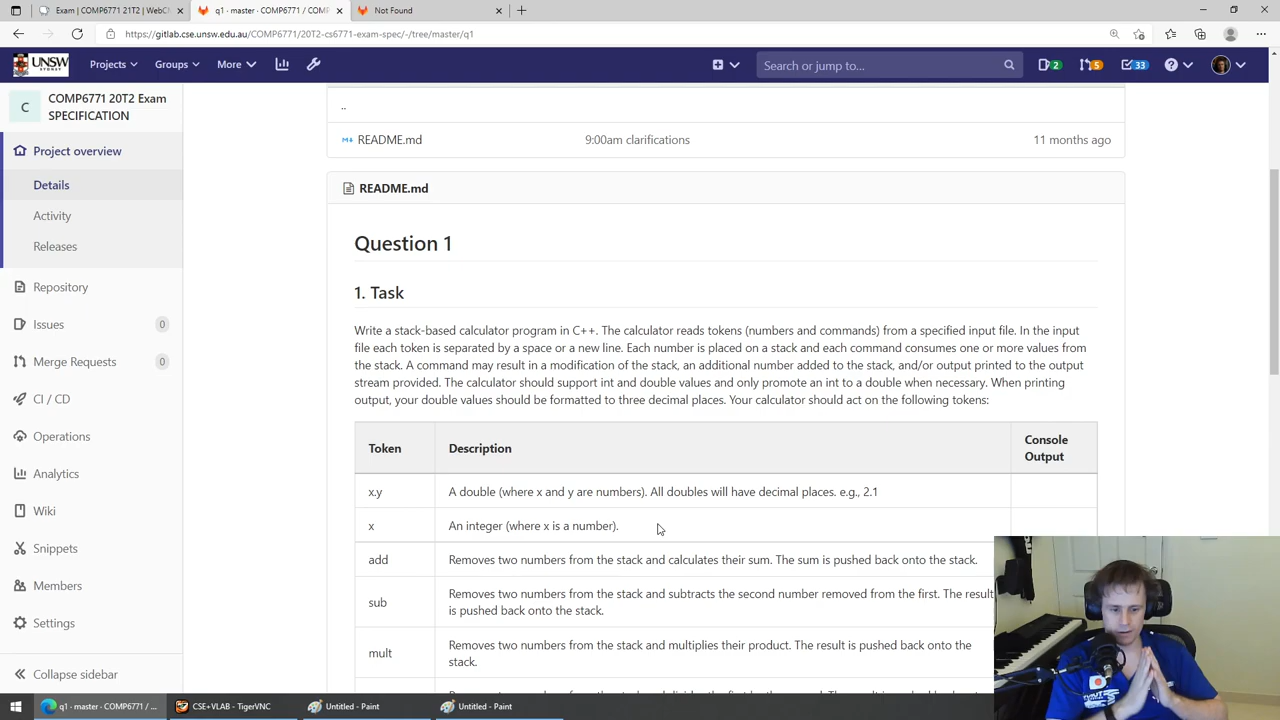 Exam | COMP6771 21T2 | WebC
q1 · master · COMP6771 / COMP
Not Found
https://gitlab.cse.unsw.edu.au/COMP6771/20T2-cs6771-exam-spec/-/tree/master/q1
UNSW
SYDNEY
Projects
Groups
More
Search or jump to...
2
5
33
C
COMP6771 20T2 Exam
SPECIFICATION
Project overview
Details
Activity
Releases
Repository
Issues
0
Merge Requests
0
CI / CD
Operations
Analytics
Wiki
Snippets
Members
Settings
Collapse sidebar
..
README.md
9:00am clarifications
11 months ago
README.md
Question 1
1. Task
Write a stack-based calculator program in C++. The calculator reads tokens (numbers and commands) from a specified input file. In the input
file each token is separated by a space or a new line. Each number is placed on a stack and each command consumes one or more values from
the stack. A command may result in a modification of the stack, an additional number added to the stack, and/or output printed to the output
stream provided. The calculator should support int and double values and only promote an int to a double when necessary. When printing
output, your double values should be formatted to three decimal places. Your calculator should act on the following tokens:
Token
Description
Console
Output
x.y
A double (where x and y are numbers). All doubles will have decimal places. e.g., 2.1
x
An integer (where x is a number).
add
Removes two numbers from the stack and calculates their sum. The sum is pushed back onto the stack.
sub
Removes two numbers from the stack and subtracts the second number removed from the first. The result
is pushed back onto the stack.
mult
Removes two numbers from the stack and multiplies their product. The result is pushed back onto the
stack.
q1 · master · COMP6771 / ...
CSE+VLAB - TigerVNC
Untitled - Paint
Untitled - Paint